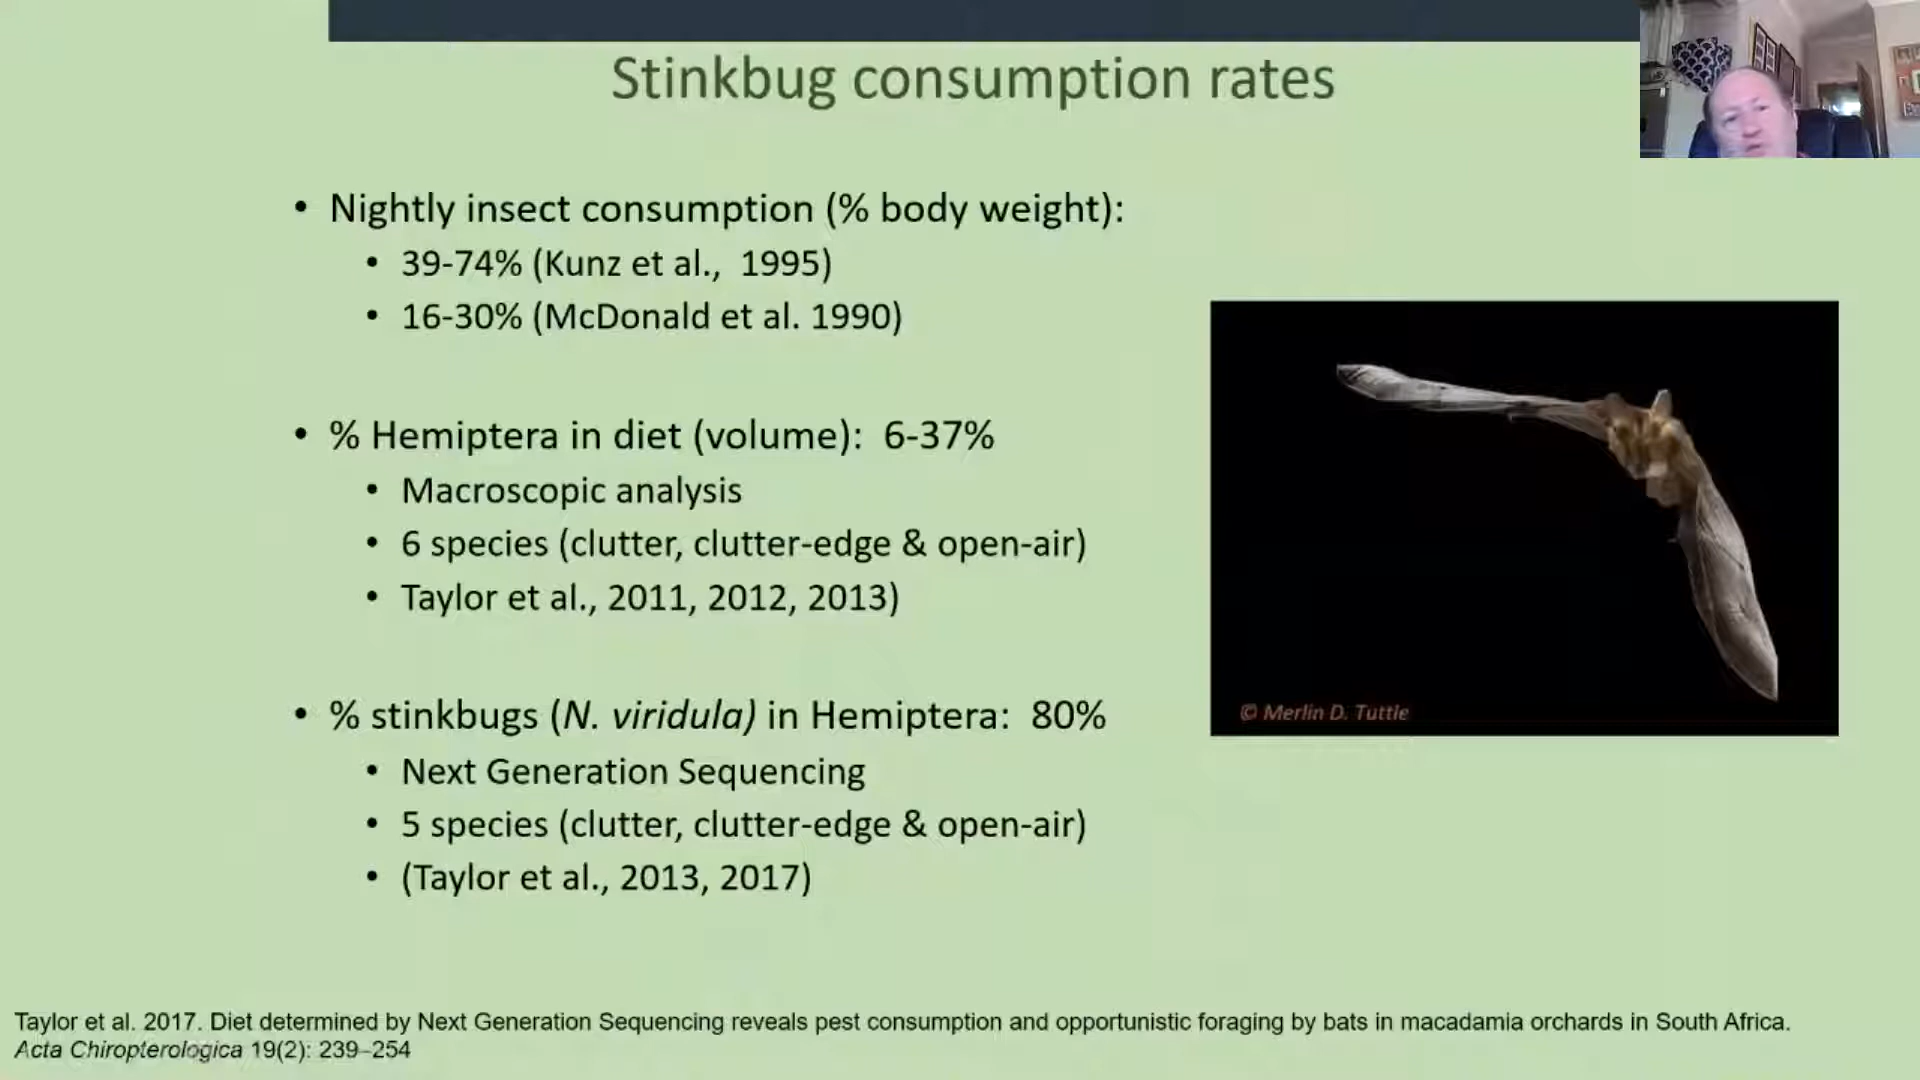 Stinkbug consumption rates
• Nightly insect consumption (% body weight):
• 39-74% (Kunz et al., 1995)
• 16-30% (McDonald et al. 1990)
• % Hemiptera in diet (volume): 6-37%
• Macroscopic analysis
• 6 species (clutter, clutter-edge & open-air)
• Taylor et al., 2011, 2012, 2013)
• % stinkbugs (N. viridula) in Hemiptera: 80%
• Next Generation Sequencing
• 5 species (clutter, clutter-edge & open-air)
• (Taylor et al., 2013, 2017)
© Merlin D. Tuttle
Taylor et al. 2017. Diet determined by Next Generation Sequencing reveals pest consumption and opportunistic foraging by bats in macadamia orchards in South Africa.
Acta Chiropterologica 19(2): 239–254